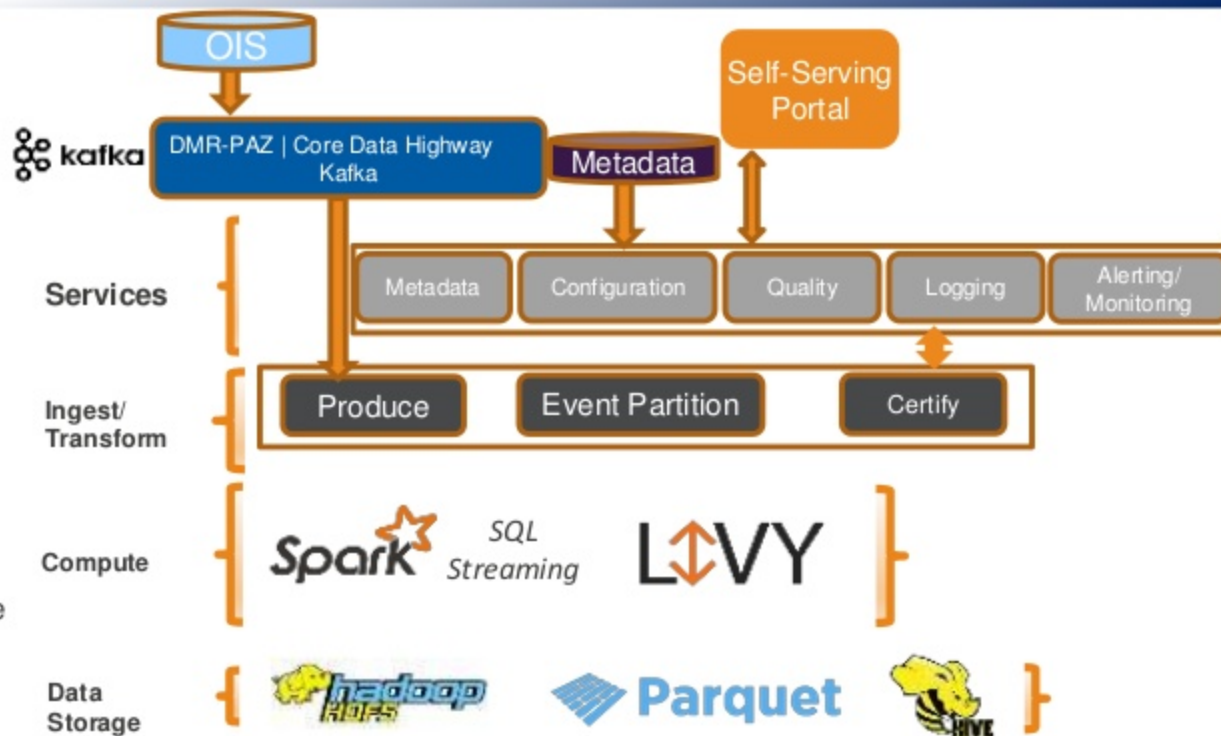 OIS
Self-Serving
Portal
kafka
DMR-PAZ | Core Data Highway
Kafka
Metadata
Services
Metadata
Configuration
Quality
Logging
Alerting/
Monitoring
Ingest/
Transform
Produce
Event Partition
Certify
Compute
Spark
SQL
Streaming
LIVY
e
Data
Storage
hadoop
HDFS
Parquet
HIVE